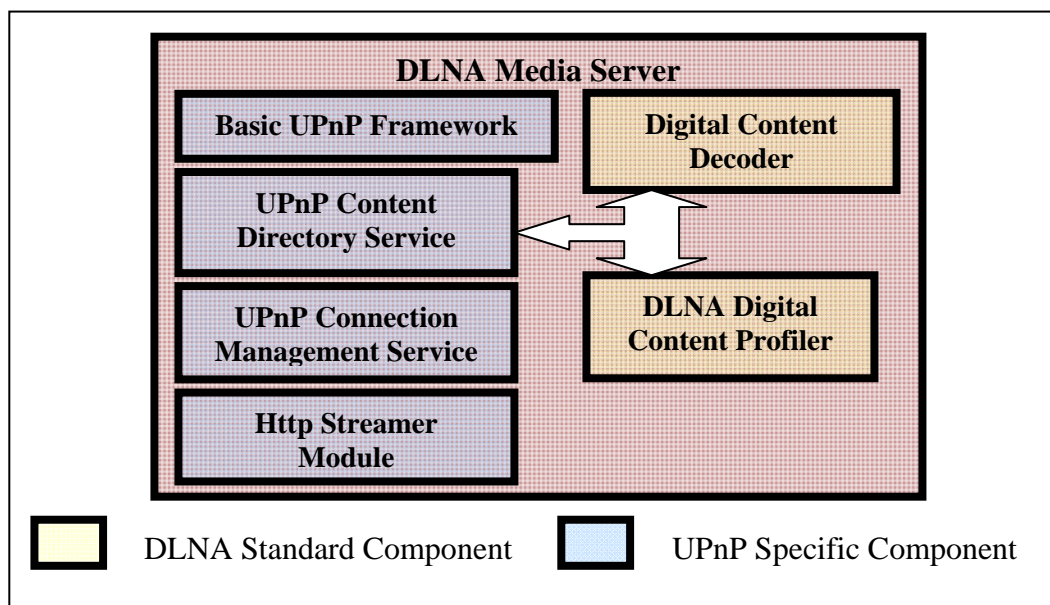 DLNA Media Server
Basic UPnP Framework
UPnP Content
Directory Service
UPnP Connection
Management Service
Http Streamer
Module
Digital Content
Decoder
DLNA Digital
Content Profiler
DLNA Standard Component
UPnP Specific Component